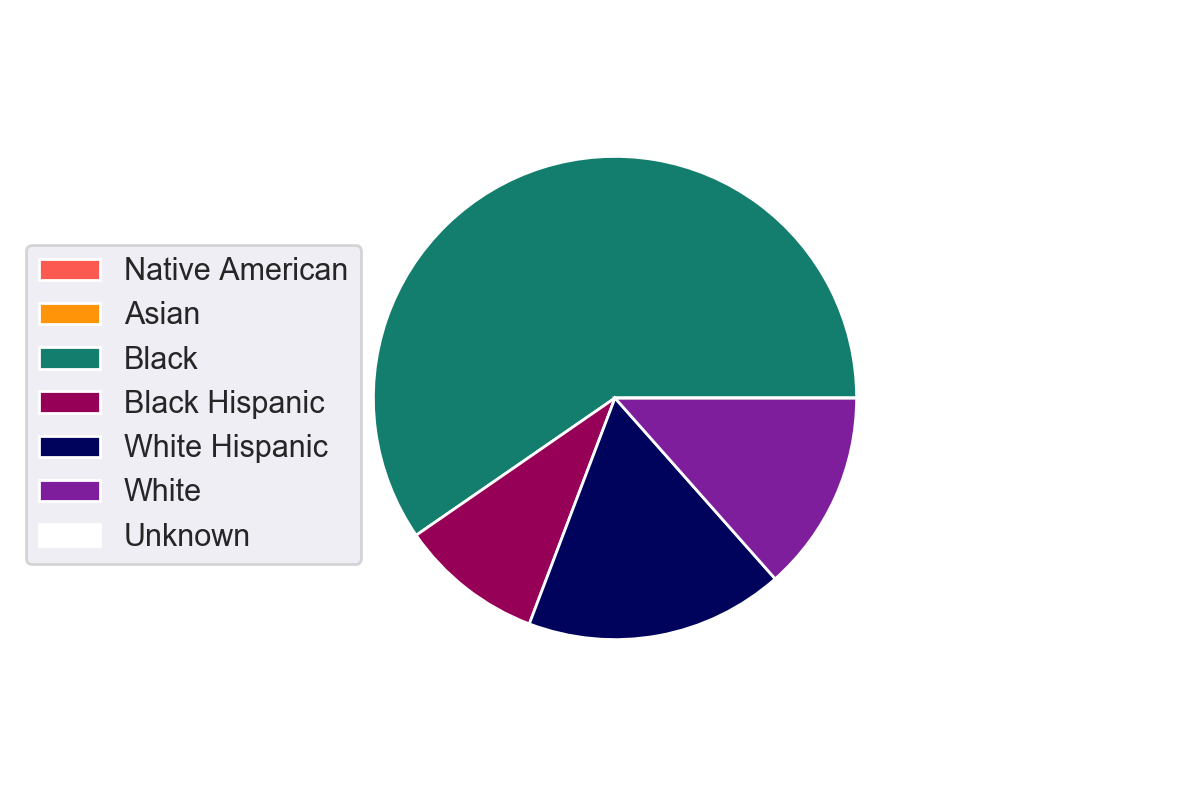 Native American
Asian
Black
Black Hispanic
White Hispanic
White
Unknown